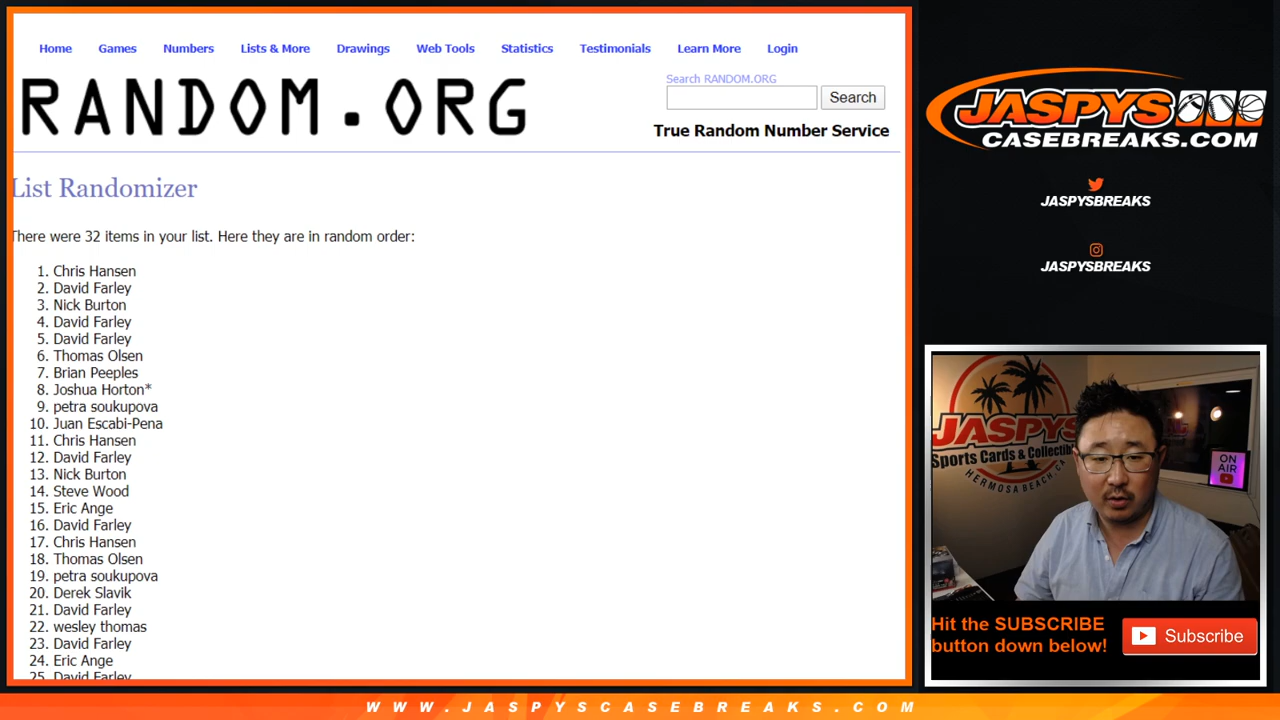 Home Games Numbers Lists & More Drawings Web Tools Statistics Testimonials Learn More Login
RANDOM.ORG
Search RANDOM.ORG
Search
True Random Number Service
List Randomizer
There were 32 items in your list. Here they are in random order:
1. Chris Hansen
2. David Farley
3. Nick Burton
4. David Farley
5. David Farley
6. Thomas Olsen
7. Brian Peeples
8. Joshua Horton*
9. petra soukupova
10. Juan Escabi-Pena
11. Chris Hansen
12. David Farley
13. Nick Burton
14. Steve Wood
15. Eric Ange
16. David Farley
17. Chris Hansen
18. Thomas Olsen
19. petra soukupova
20. Derek Slavik
21. David Farley
22. wesley thomas
23. David Farley
24. Eric Ange
25. David Farley
JASPYS
CASEBREAKS.COM
JASPYSBREAKS
JASPYSBREAKS
JASPYS
Sports Cards & Collectibl
HERMOSA BEACH, CA
ON
AIR
Hit the SUBSCRIBE
button down below!
Subscribe
WWW.JASPYSCASEBREAKS.COM